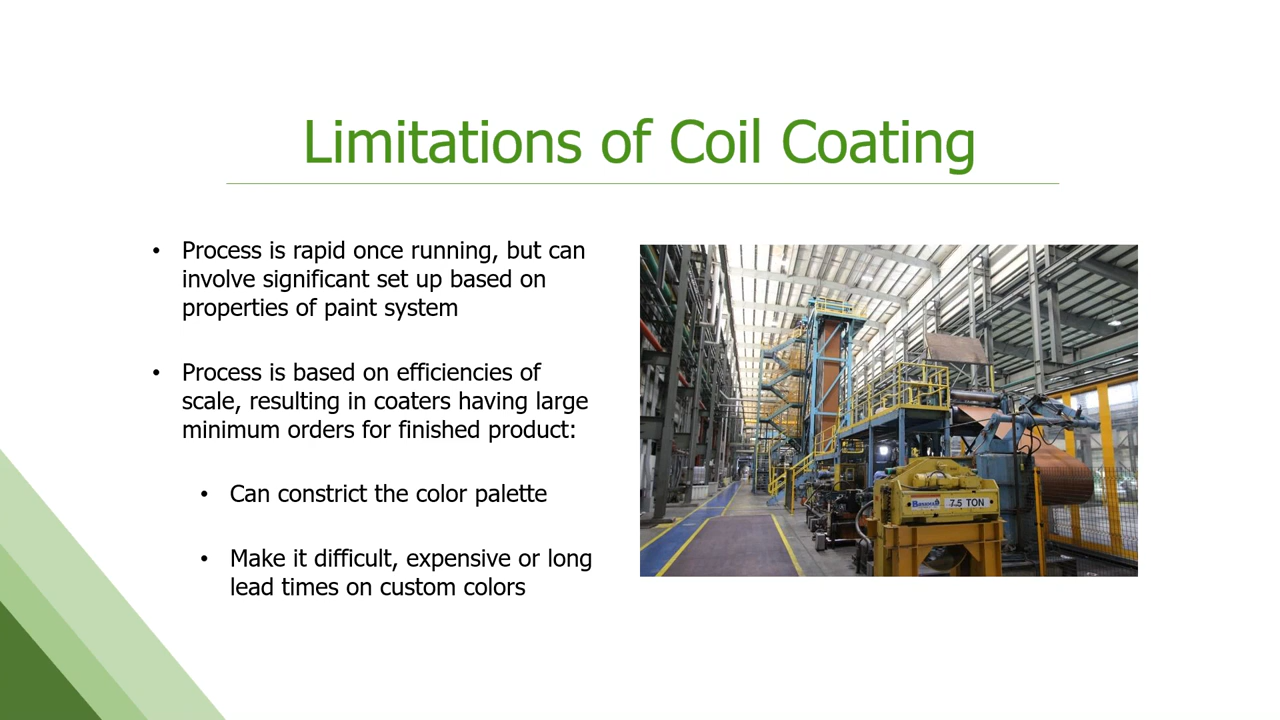 Limitations of Coil Coating
• Process is rapid once running, but can
involve significant set up based on
properties of paint system
• Process is based on efficiencies of
scale, resulting in coaters having large
minimum orders for finished product:
• Can constrict the color palette
• Make it difficult, expensive or long
lead times on custom colors
7.5 TON